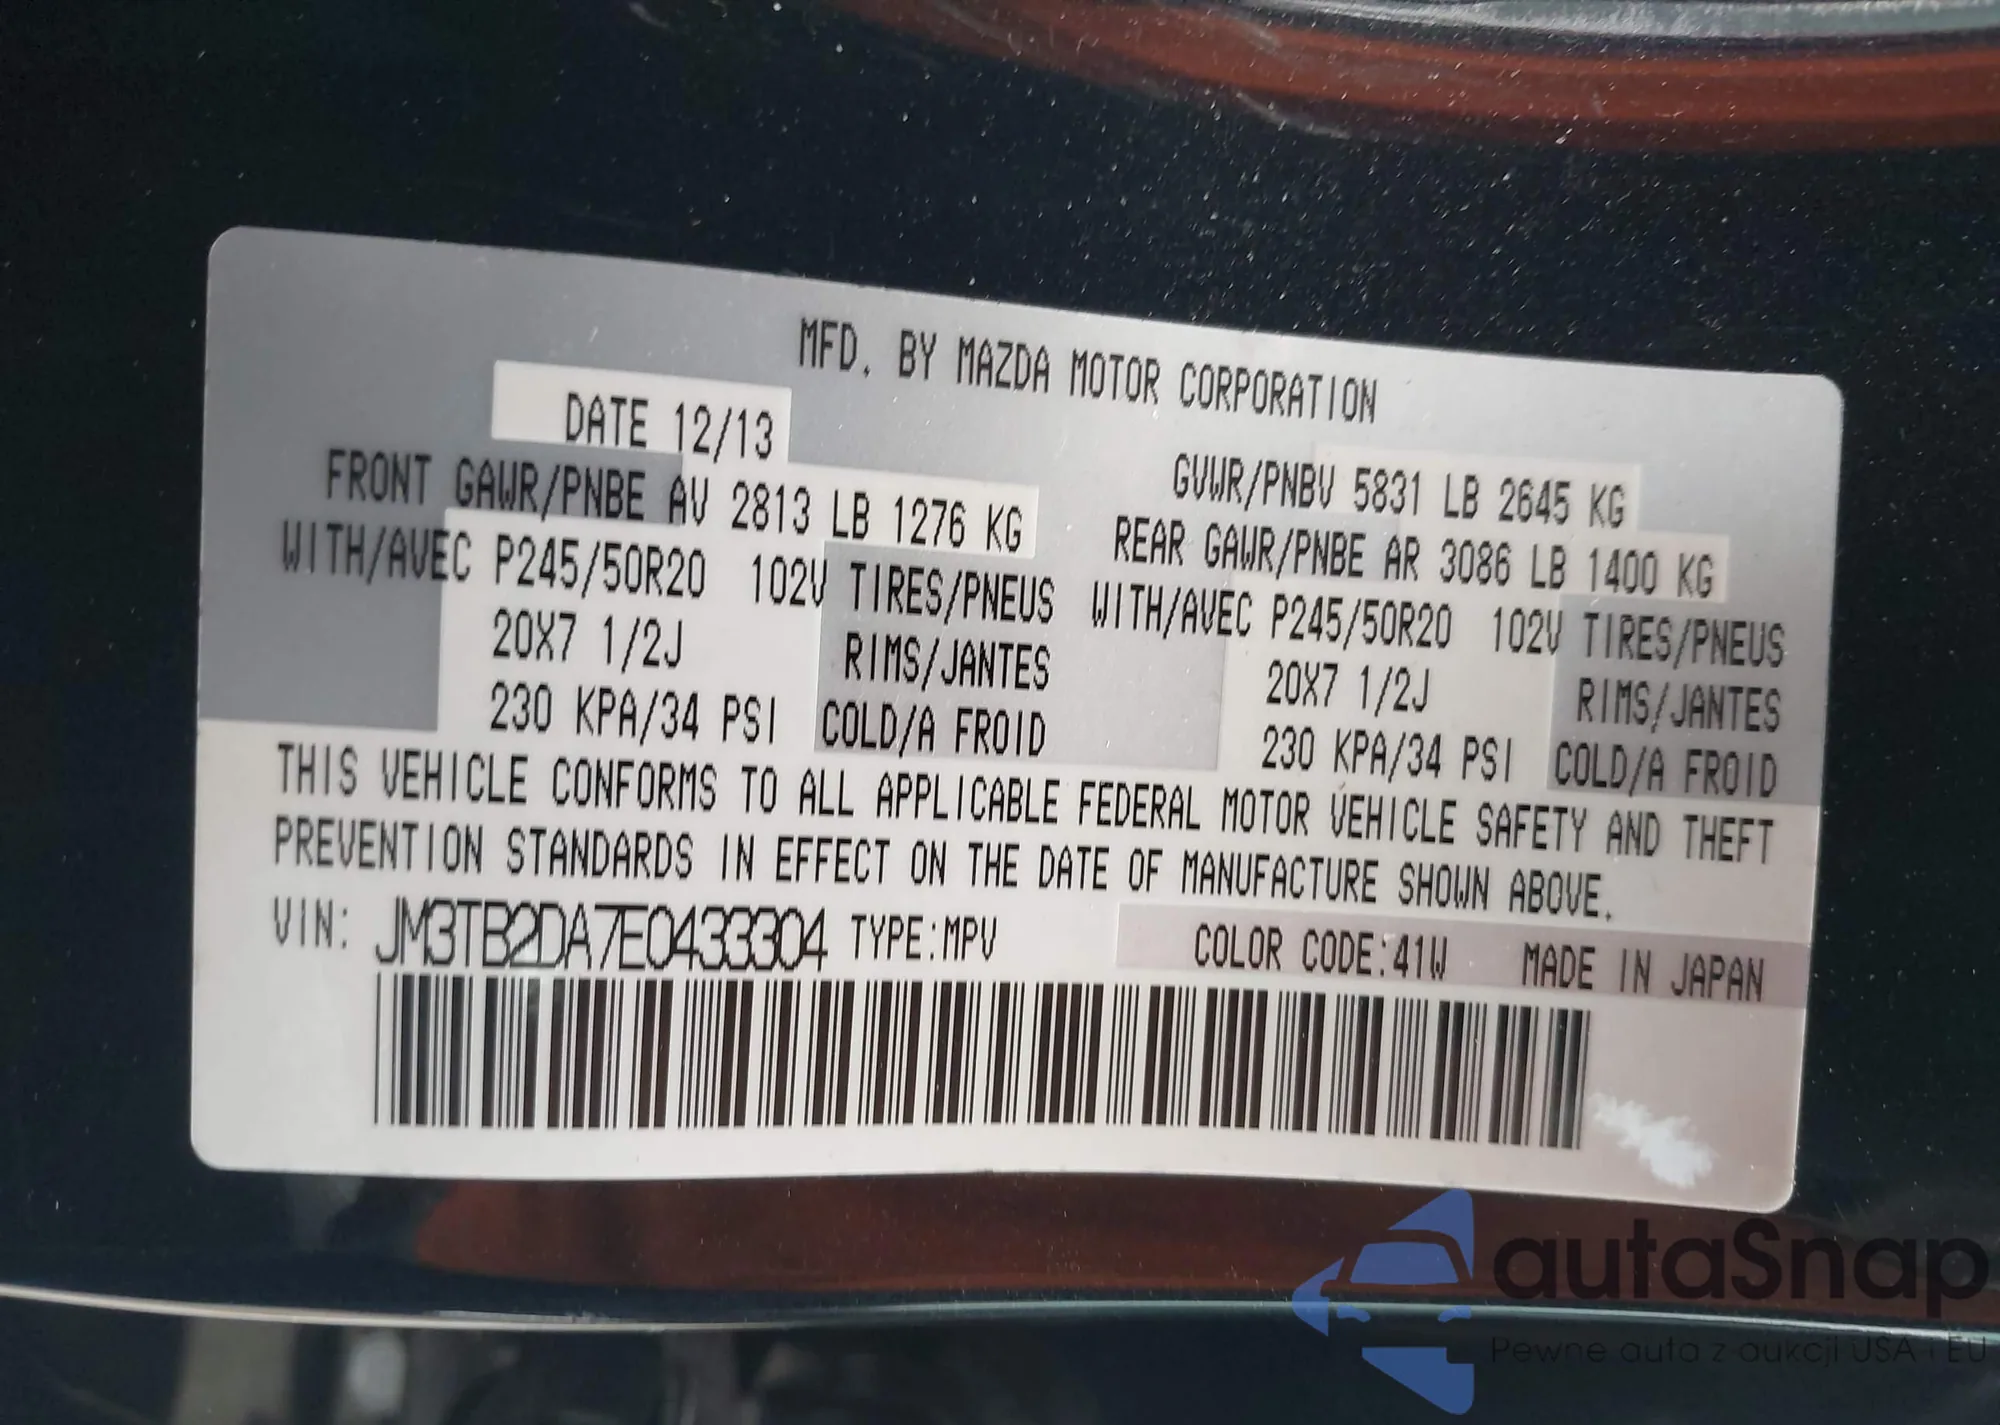 MFD. BY MAZDA MOTOR CORPORATION
DATE 12/13
GVWR/PNBV 5831 LB 2645 KG
FRONT GAWR/PNBE AV 2813 LB 1276 KG
REAR GAWR/PNBE AR 3086 LB 1400 KG
WITH/AVEC P245/50R20 102V TIRES/PNEUS
WITH/AVEC P245/50R20 102V TIRES/PNEUS
20X7 1/2J RIMS/JANTES
20X7 1/2J RIMS/JANTES
230 KPA/34 PSI COLD/A FROID
230 KPA/34 PSI COLD/A FROID
THIS VEHICLE CONFORMS TO ALL APPLICABLE FEDERAL MOTOR VEHICLE SAFETY AND THEFT
PREVENTION STANDARDS IN EFFECT ON THE DATE OF MANUFACTURE SHOWN ABOVE.
VIN: JM3TB2DA7E0433304 TYPE:MPV COLOR CODE:41W MADE IN JAPAN
autaSnap
Pewne auta z aukcji USA i EU